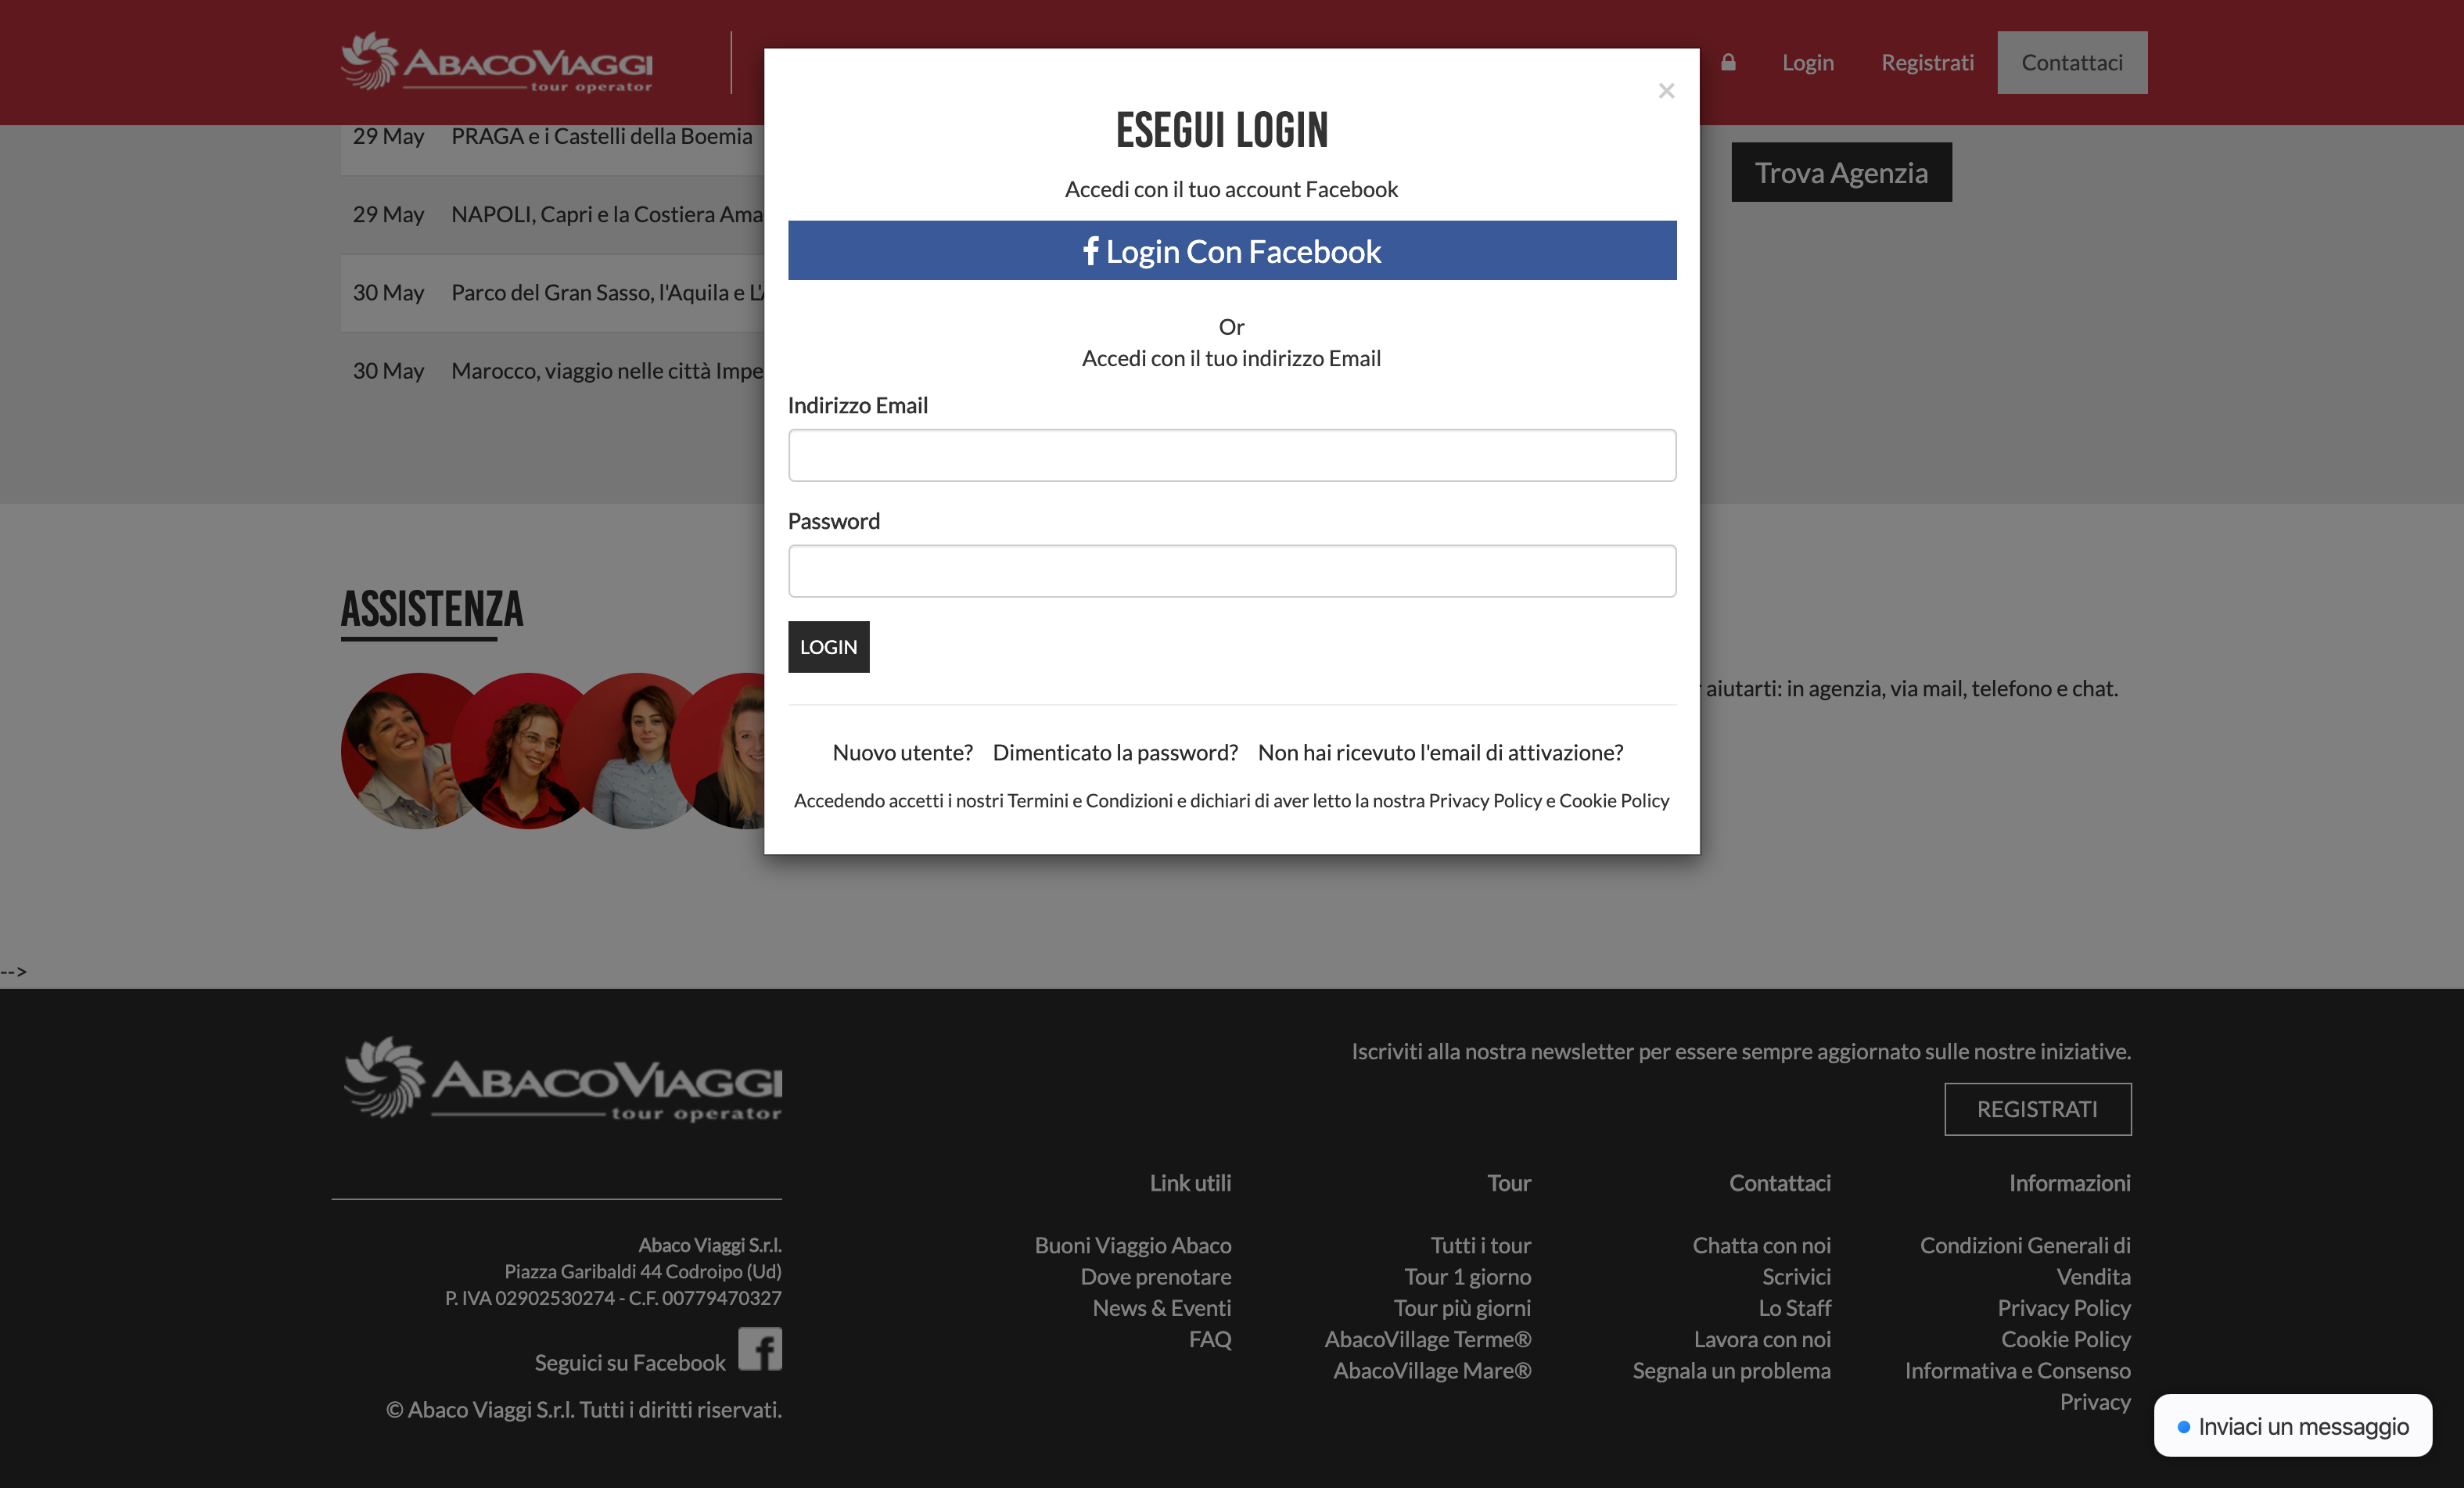 ABACOVIAGGI
tour operator
Login
Registrati
Contattaci
29 May PRAGA e i Castelli della Boemia
29 May NAPOLI, Capri e la Costiera Ama
30 May Parco del Gran Sasso, l'Aquila e L'A
30 May Marocco, viaggio nelle città Impe
Trova Agenzia
×
ESEGUI LOGIN
Accedi con il tuo account Facebook
Login Con Facebook
Or
Accedi con il tuo indirizzo Email
Indirizzo Email
Password
LOGIN
Nuovo utente? Dimenticato la password? Non hai ricevuto l'email di attivazione?
Accedendo accetti i nostri Termini e Condizioni e dichiari di aver letto la nostra Privacy Policy e Cookie Policy
ASSISTENZA
aiutarti: in agenzia, via mail, telefono e chat.
-->
ABACOVIAGGI
tour operator
Abaco Viaggi S.r.l.
Piazza Garibaldi 44 Codroipo (Ud)
P. IVA 02902530274 - C.F. 00779470327
Seguici su Facebook
© Abaco Viaggi S.r.l. Tutti i diritti riservati.
Iscriviti alla nostra newsletter per essere sempre aggiornato sulle nostre iniziative.
REGISTRATI
Link utili
Buoni Viaggio Abaco
Dove prenotare
News & Eventi
FAQ
Tour
Tutti i tour
Tour 1 giorno
Tour più giorni
AbacoVillage Terme®
AbacoVillage Mare®
Contattaci
Chatta con noi
Scrivici
Lo Staff
Lavora con noi
Segnala un problema
Informazioni
Condizioni Generali di
Vendita
Privacy Policy
Cookie Policy
Informativa e Consenso
Privacy
Inviaci un messaggio